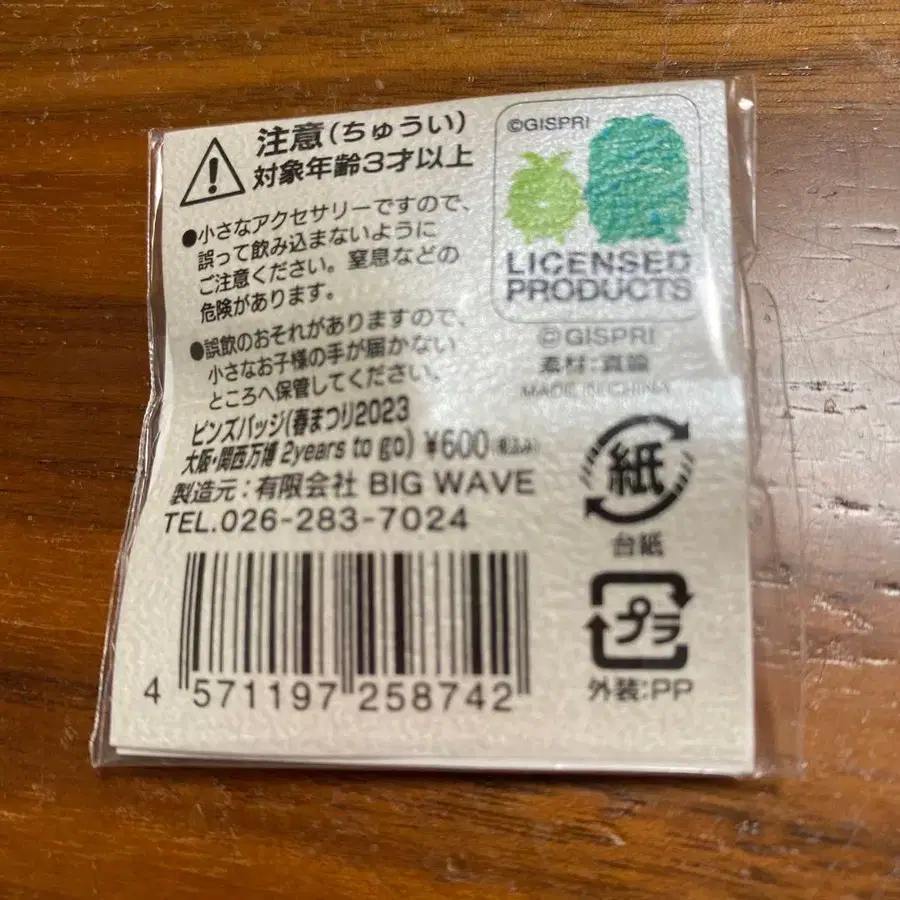 注意(ちゅうい)
対象年齢3才以上
●小さなアクセサリーですので、
誤って飲み込まないように
ご注意ください。窒息などの
危険があります。
●誤飲のおそれがありますので、
小さなお子様の手が届かない
ところへ保管してください。
©GISPRI
LICENSED
PRODUCTS
©GISPRI
素材:真鍮
MADE IN CHINA
ピンズバッジ(春まつり2023
大阪・関西万博 2years to go) ¥600(税込み)
製造元:有限会社 BIG WAVE
TEL.026-283-7024
紙
台紙
プラ
外装:PP
4 571197 258742